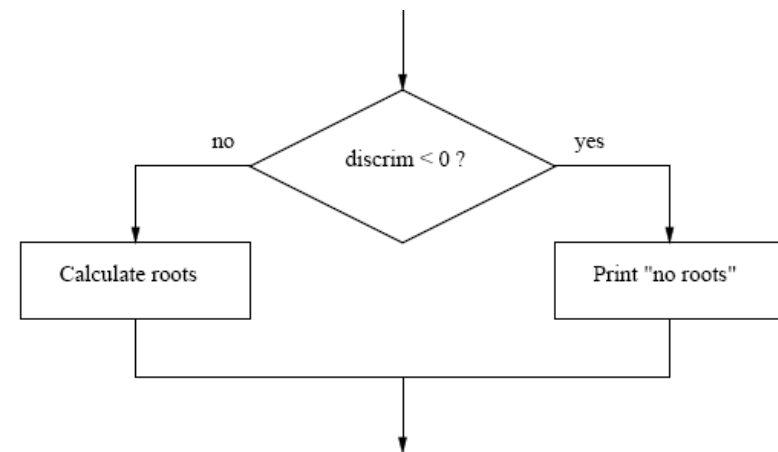 no
yes
discrim < 0 ?
Calculate roots
Print "no roots"